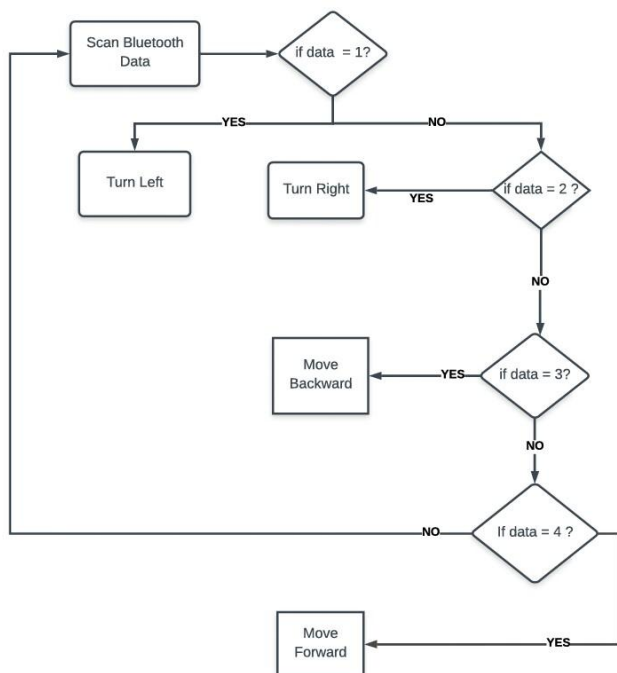 Scan Bluetooth
Data
if data = 1?
YES
NO
Turn Left
Turn Right
YES
if data = 2 ?
NO
Move
Backward
YES
if data = 3?
NO
NO
If data = 4 ?
Move
Forward
YES